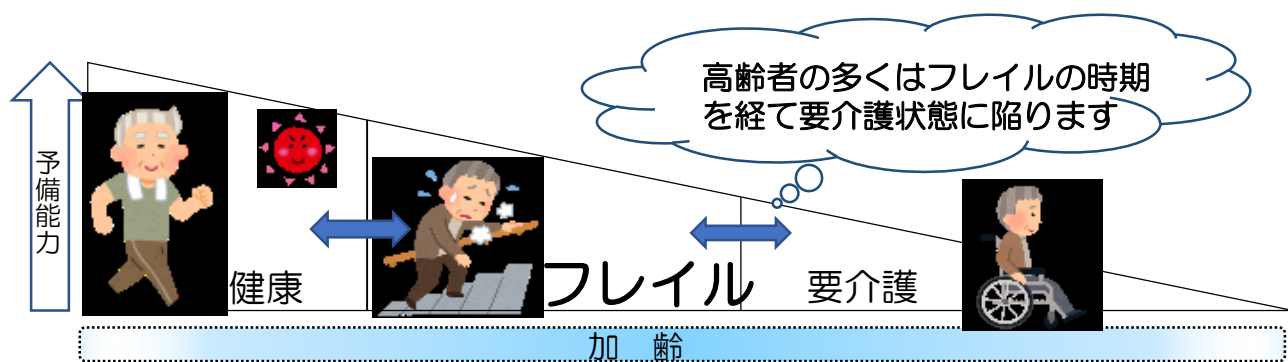 高齢者の多くはフレイルの時期
を経て要介護状態に陥ります
予備能力
健康
フレイル
要介護
加 齢